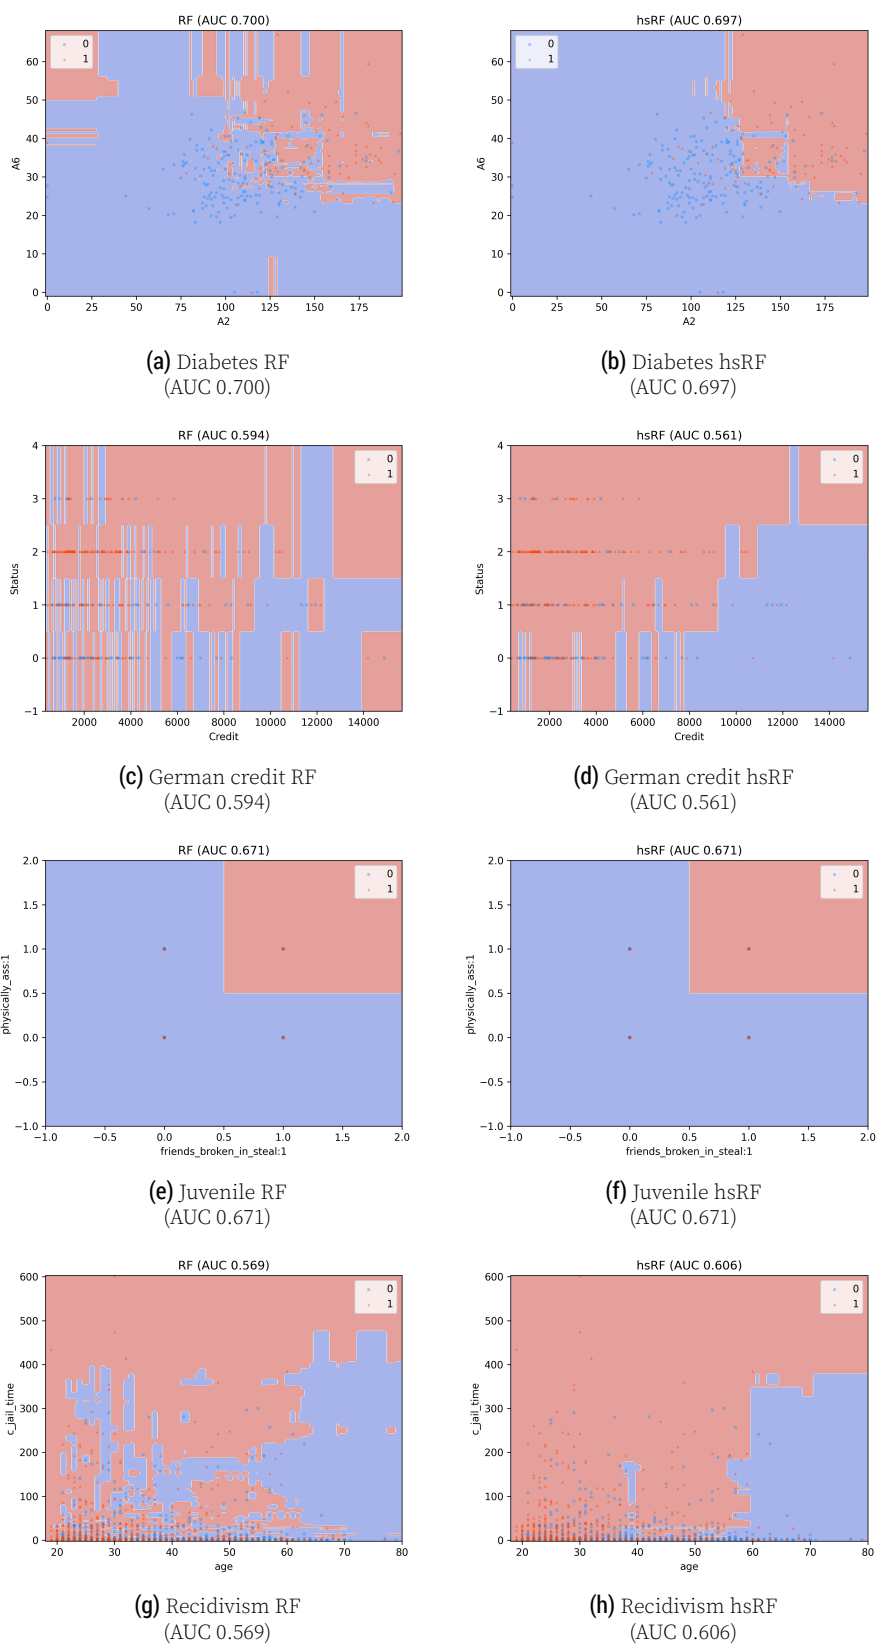 RF (AUC 0.700)
0
1
60
50
40
30
20
10
0
A6
0 25 50 75 100 125 150 175
A2
(a) Diabetes RF
(AUC 0.700)
hsRF (AUC 0.697)
0
1
60
50
40
30
20
10
0
A6
0 25 50 75 100 125 150 175
A2
(b) Diabetes hsRF
(AUC 0.697)
RF (AUC 0.594)
0
1
4
3
2
1
0
−1
Status
2000 4000 6000 8000 10000 12000 14000
Credit
(c) German credit RF
(AUC 0.594)
hsRF (AUC 0.561)
0
1
4
3
2
1
0
−1
Status
2000 4000 6000 8000 10000 12000 14000
Credit
(d) German credit hsRF
(AUC 0.561)
RF (AUC 0.671)
0
1
2.0
1.5
1.0
0.5
0.0
−0.5
−1.0
physically_ass:1
−1.0 −0.5 0.0 0.5 1.0 1.5 2.0
friends_broken_in_steal:1
(e) Juvenile RF
(AUC 0.671)
hsRF (AUC 0.671)
0
1
2.0
1.5
1.0
0.5
0.0
−0.5
−1.0
physically_ass:1
−1.0 −0.5 0.0 0.5 1.0 1.5 2.0
friends_broken_in_steal:1
(f) Juvenile hsRF
(AUC 0.671)
RF (AUC 0.569)
0
1
600
500
400
300
200
100
0
c_jail_time
20 30 40 50 60 70 80
age
(g) Recidivism RF
(AUC 0.569)
hsRF (AUC 0.606)
0
1
600
500
400
300
200
100
0
c_jail_time
20 30 40 50 60 70 80
age
(h) Recidivism hsRF
(AUC 0.606)